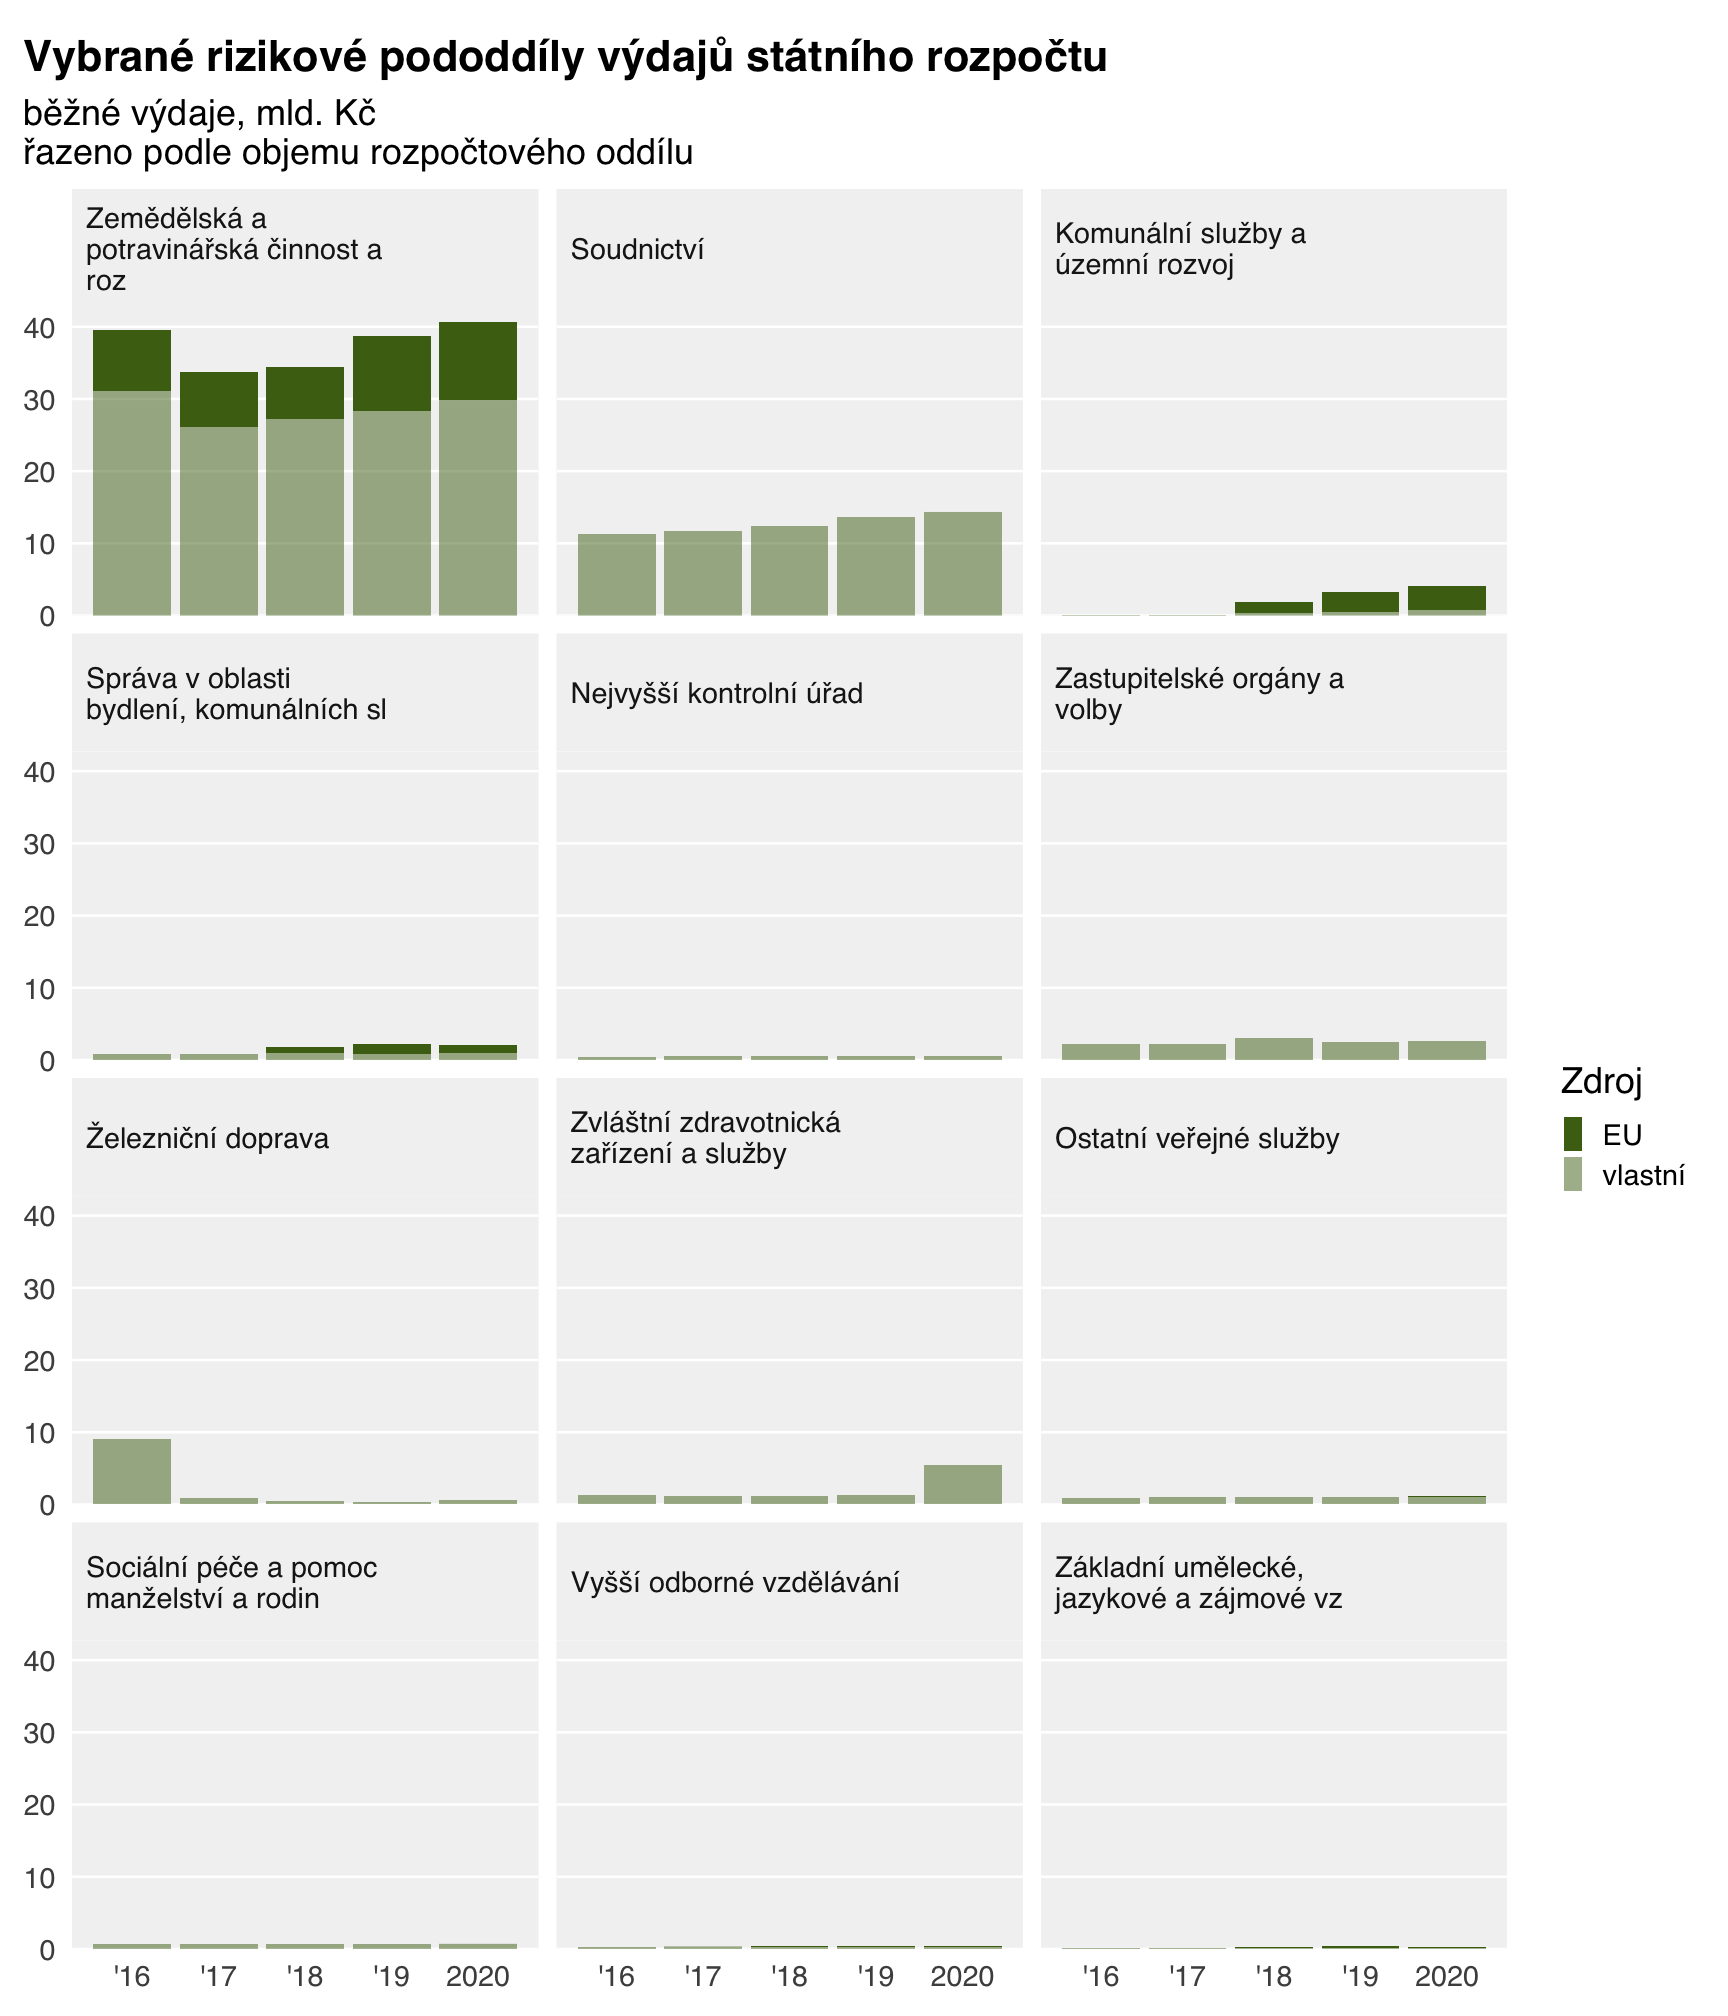 Vybrané rizikové pododdíly výdajů státního rozpočtu
běžné výdaje, mld. Kč
řazeno podle objemu rozpočtového oddílu
Zemědělská a
potravinářská činnost a
roz
Soudnictví
Komunální služby a
územní rozvoj
40
30
20
10
0
Správa v oblasti
bydlení, komunálních sl
Nejvyšší kontrolní úřad
Zastupitelské orgány a
volby
40
30
20
10
0
Železniční doprava
Zvláštní zdravotnická
zařízení a služby
Ostatní veřejné služby
40
30
20
10
0
Sociální péče a pomoc
manželství a rodin
Vyšší odborné vzdělávání
Základní umělecké,
jazykové a zájmové vz
40
30
20
10
0
'16 '17 '18 '19 2020
'16 '17 '18 '19 2020
'16 '17 '18 '19 2020
Zdroj
EU
vlastní